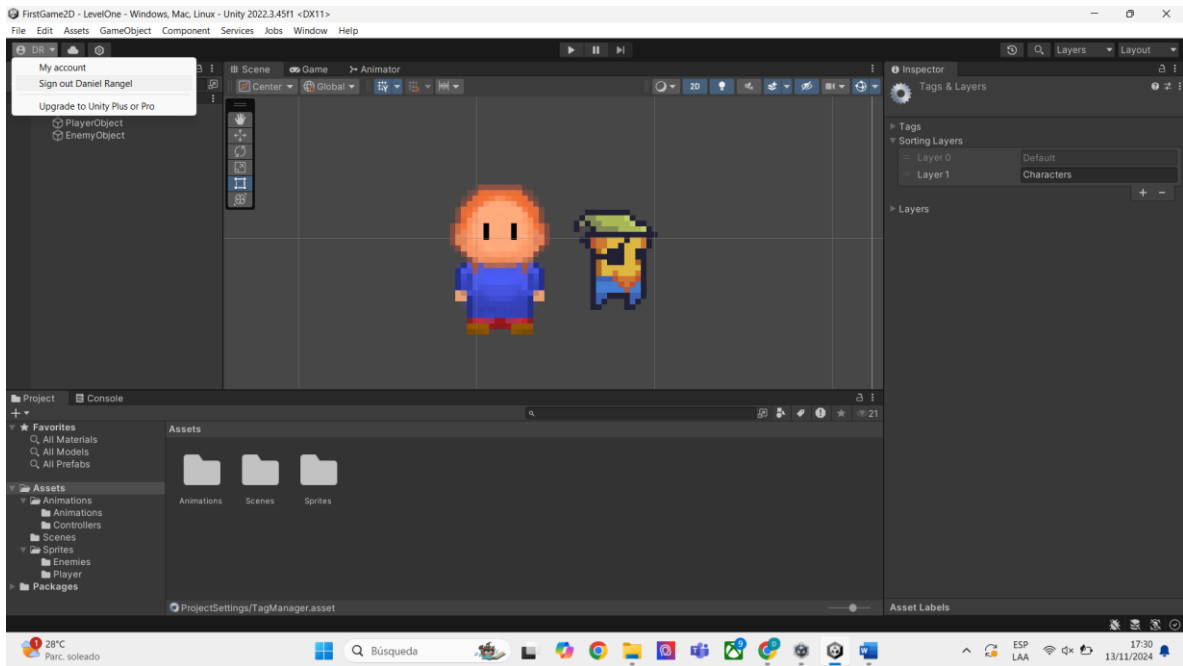 FirstGame2D - LevelOne - Windows, Mac, Linux - Unity 2022.3.45f1 <DX11>
File Edit Assets GameObject Component Services Jobs Window Help
DR
Layers
Layout
My account
Sign out Daniel Rangel
Upgrade to Unity Plus or Pro
PlayerObject
EnemyObject
Scene
Game
Animator
Center
Global
2D
Inspector
Tags & Layers
Tags
Sorting Layers
Layer 0 Default
Layer 1 Characters
Layers
Project
Console
21
Favorites
All Materials
All Models
All Prefabs
Assets
Animations
Animations
Controllers
Scenes
Sprites
Enemies
Player
Packages
Assets
Animations
Scenes
Sprites
ProjectSettings/TagManager.asset
Asset Labels
1
28°C
Parc. soleado
Búsqueda
9
ESP
LAA
17:30
13/11/2024